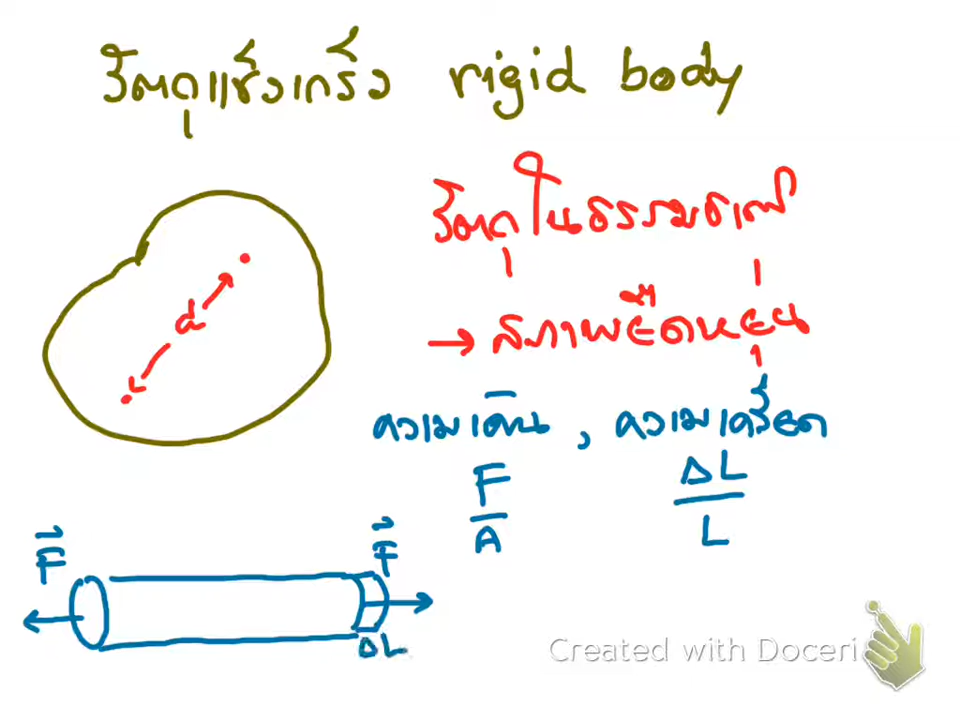 วัตถุแข็งเกร็ง rigid body
วัตถุในธรรมชาติ
d
→ สภาพยืดหยุ่น
ความเค้น , ความเครียด
F/A ΔL/L
F F
ΔL
Created with Doceri